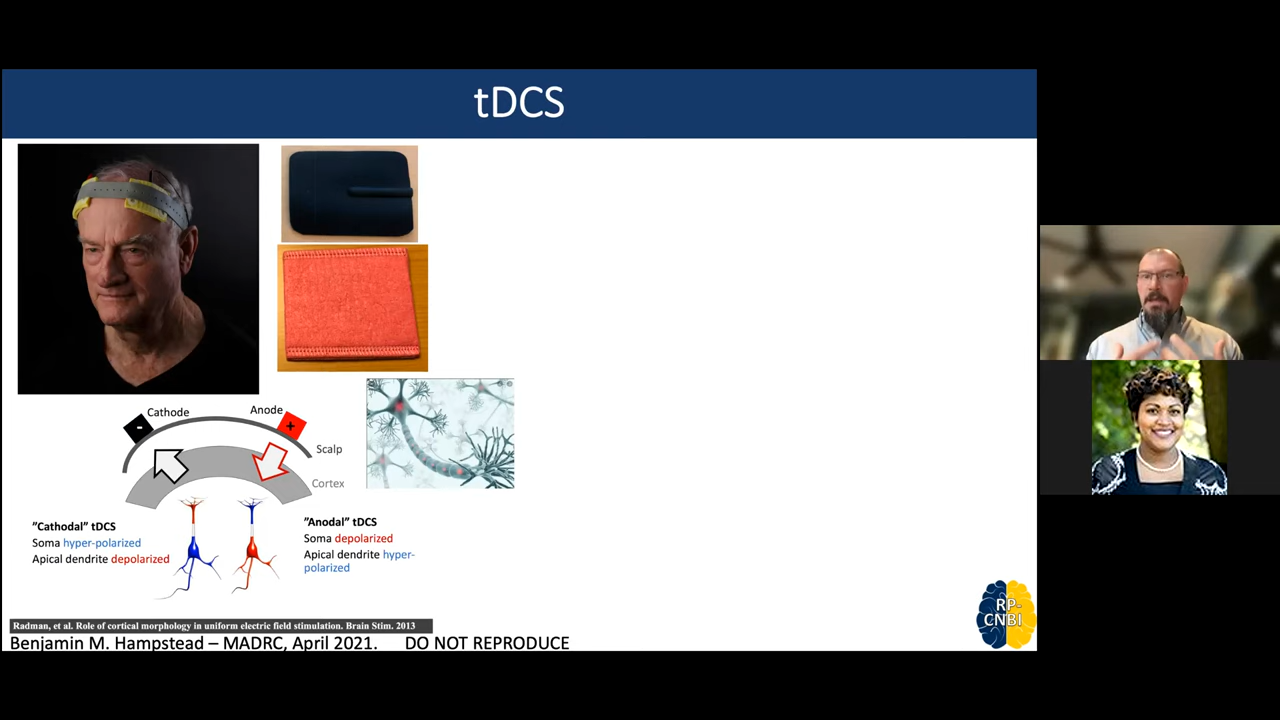 tDCS
Cathode
Anode
-
+
Scalp
Cortex
”Cathodal” tDCS
Soma hyper-polarized
Apical dendrite depolarized
”Anodal” tDCS
Soma depolarized
Apical dendrite hyper-
polarized
RP-
CNBI
Radman, et al. Role of cortical morphology in uniform electric field stimulation. Brain Stim. 2013
Benjamin M. Hampstead – MADRC, April 2021. DO NOT REPRODUCE